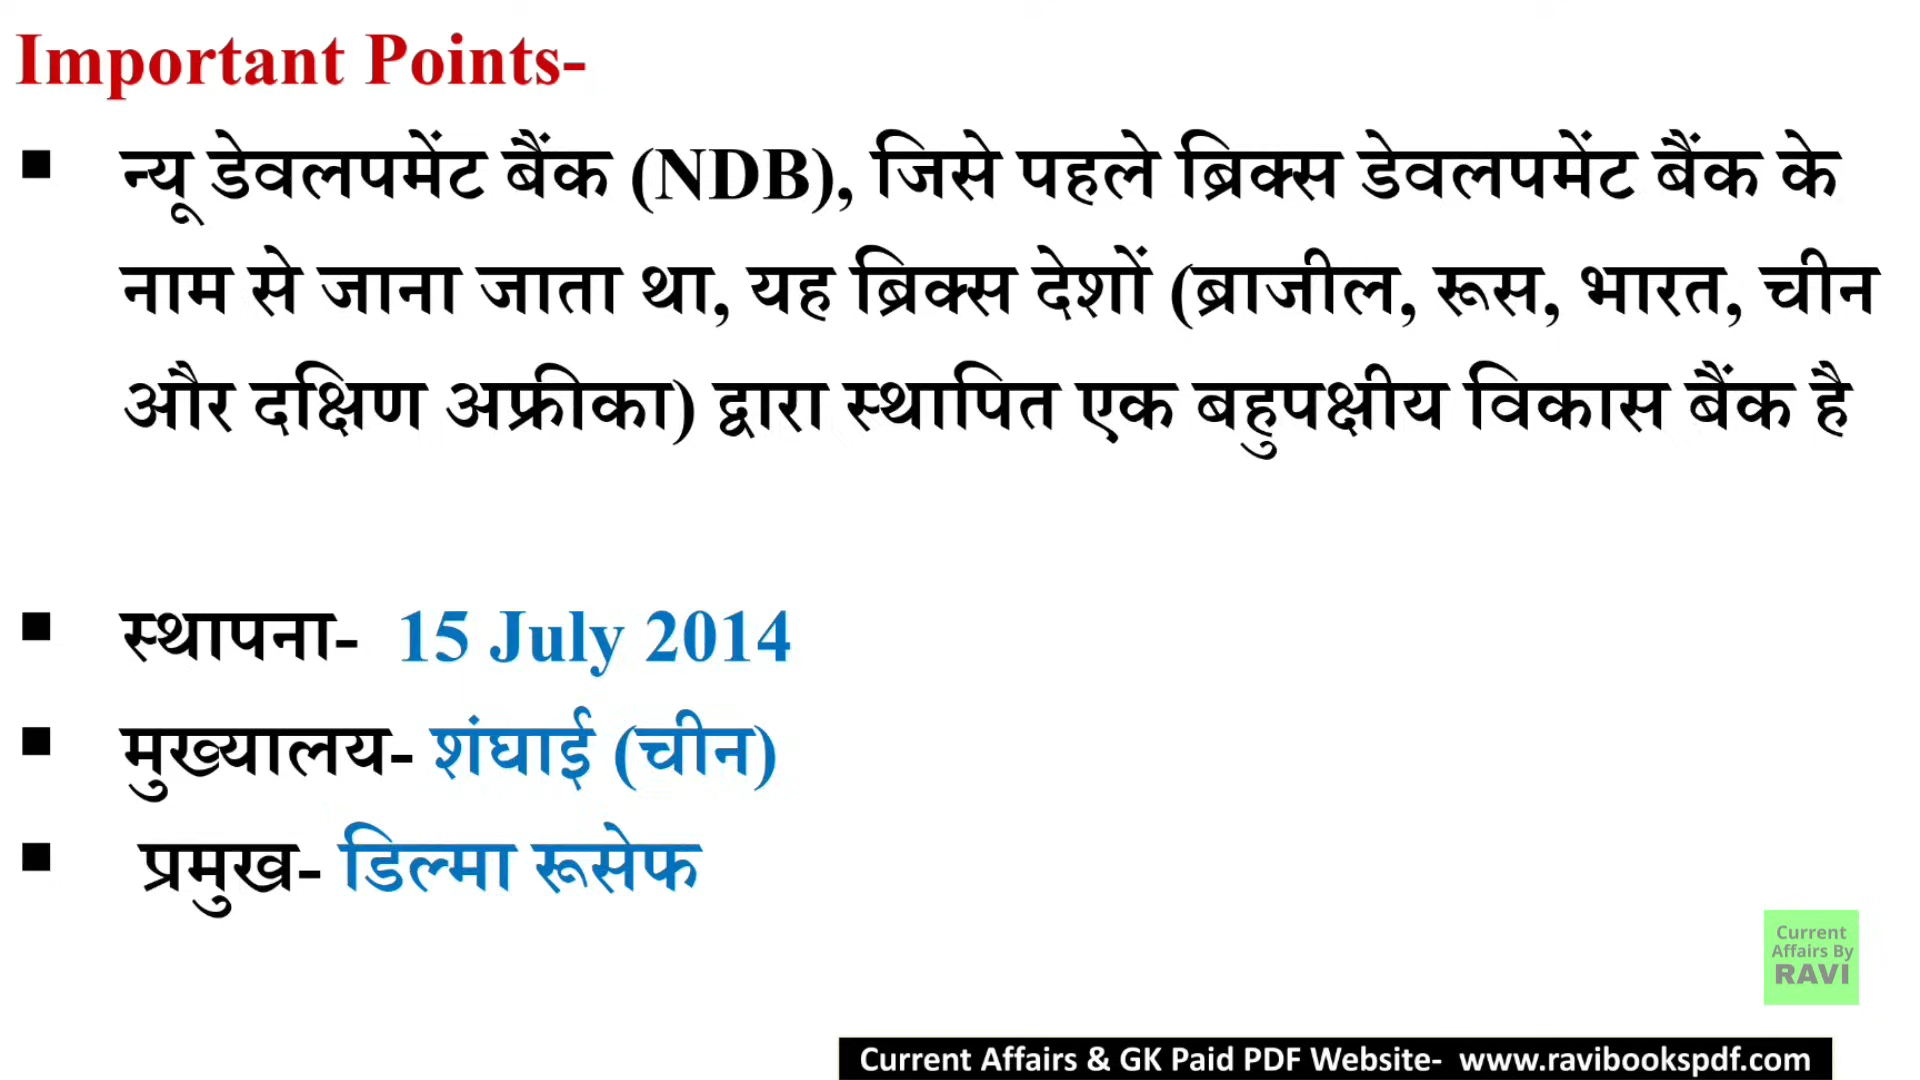 Important Points-
▪ न्यू डेवलपमेंट बैंक (NDB), जिसे पहले ब्रिक्स डेवलपमेंट बैंक के
नाम से जाना जाता था, यह ब्रिक्स देशों (ब्राजील, रूस, भारत, चीन
और दक्षिण अफ्रीका) द्वारा स्थापित एक बहुपक्षीय विकास बैंक है
▪ स्थापना- 15 July 2014
▪ मुख्यालय- शंघाई (चीन)
▪ प्रमुख- डिल्मा रूसेफ
Current
Affairs By
RAVI
Current Affairs & GK Paid PDF Website- www.ravibookspdf.com